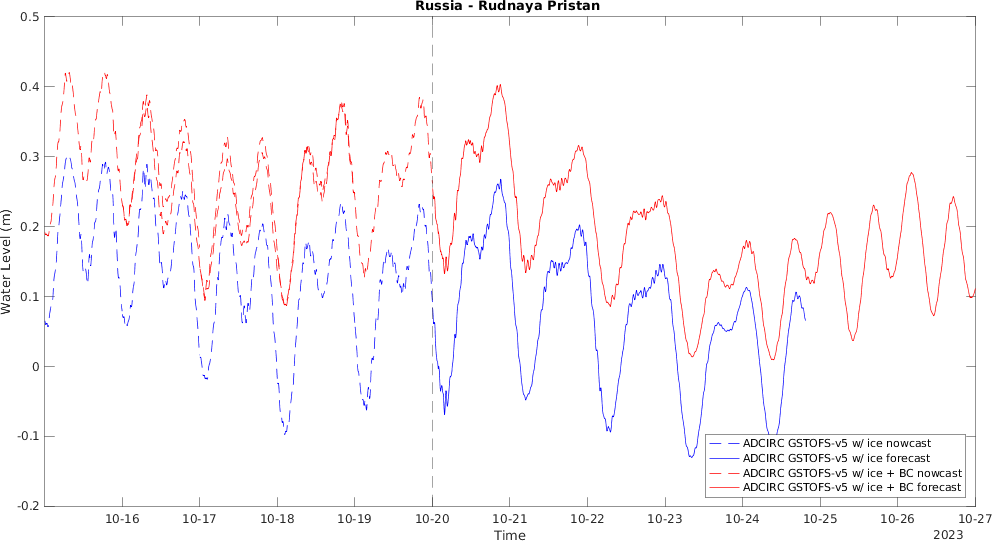 Russia - Rudnaya Pristan
0.5
0.4
0.3
0.2
0.1
0
-0.1
-0.2
Water Level (m)
ADCIRC GSTOFS-v5 w/ ice nowcast
ADCIRC GSTOFS-v5 w/ ice forecast
ADCIRC GSTOFS-v5 w/ ice + BC nowcast
ADCIRC GSTOFS-v5 w/ ice + BC forecast
10-16 10-17 10-18 10-19 10-20 10-21 10-22 10-23 10-24 10-25 10-26 10-27
Time
2023